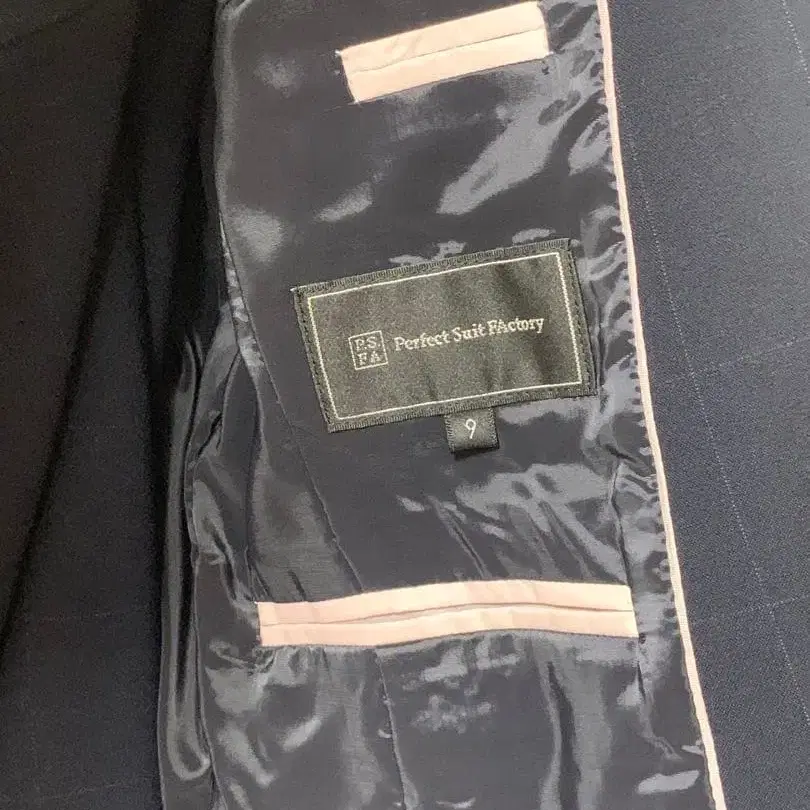 P.S.
FA
Perfect Suit FActory
9